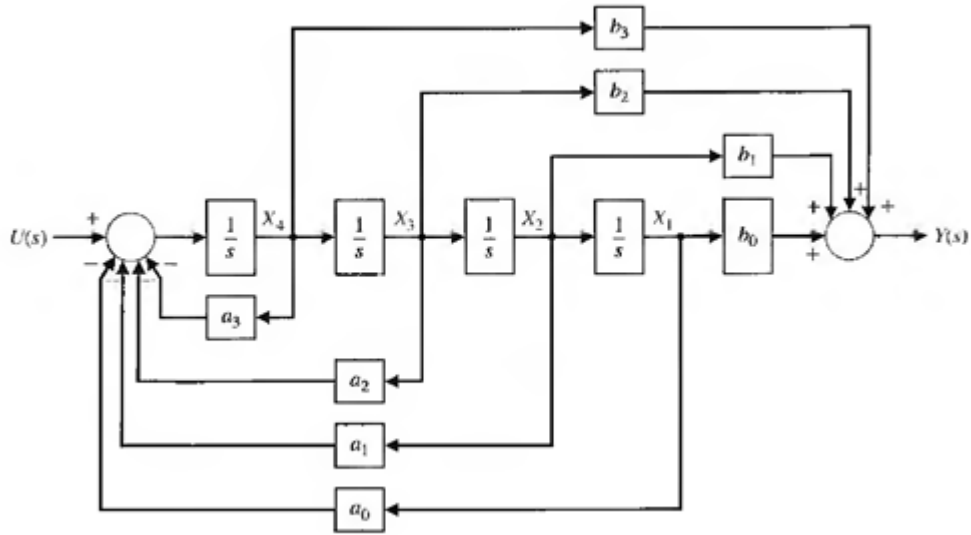 b₃
b₂
b₁
U(s) + 1/s X₄ 1/s X₃ 1/s X₂ 1/s X₁ b₀ + + + + Y(s)
− − − −
a₃
a₂
a₁
a₀